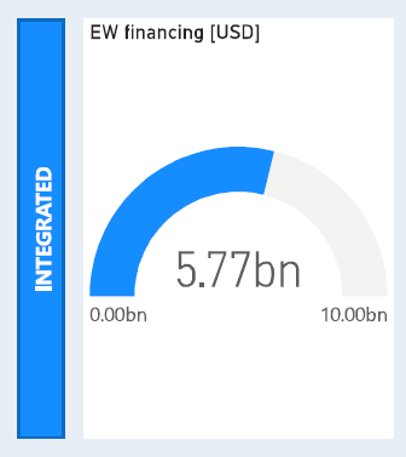 EW financing [USD]
INTEGRATED
5.77bn
0.00bn
10.00bn